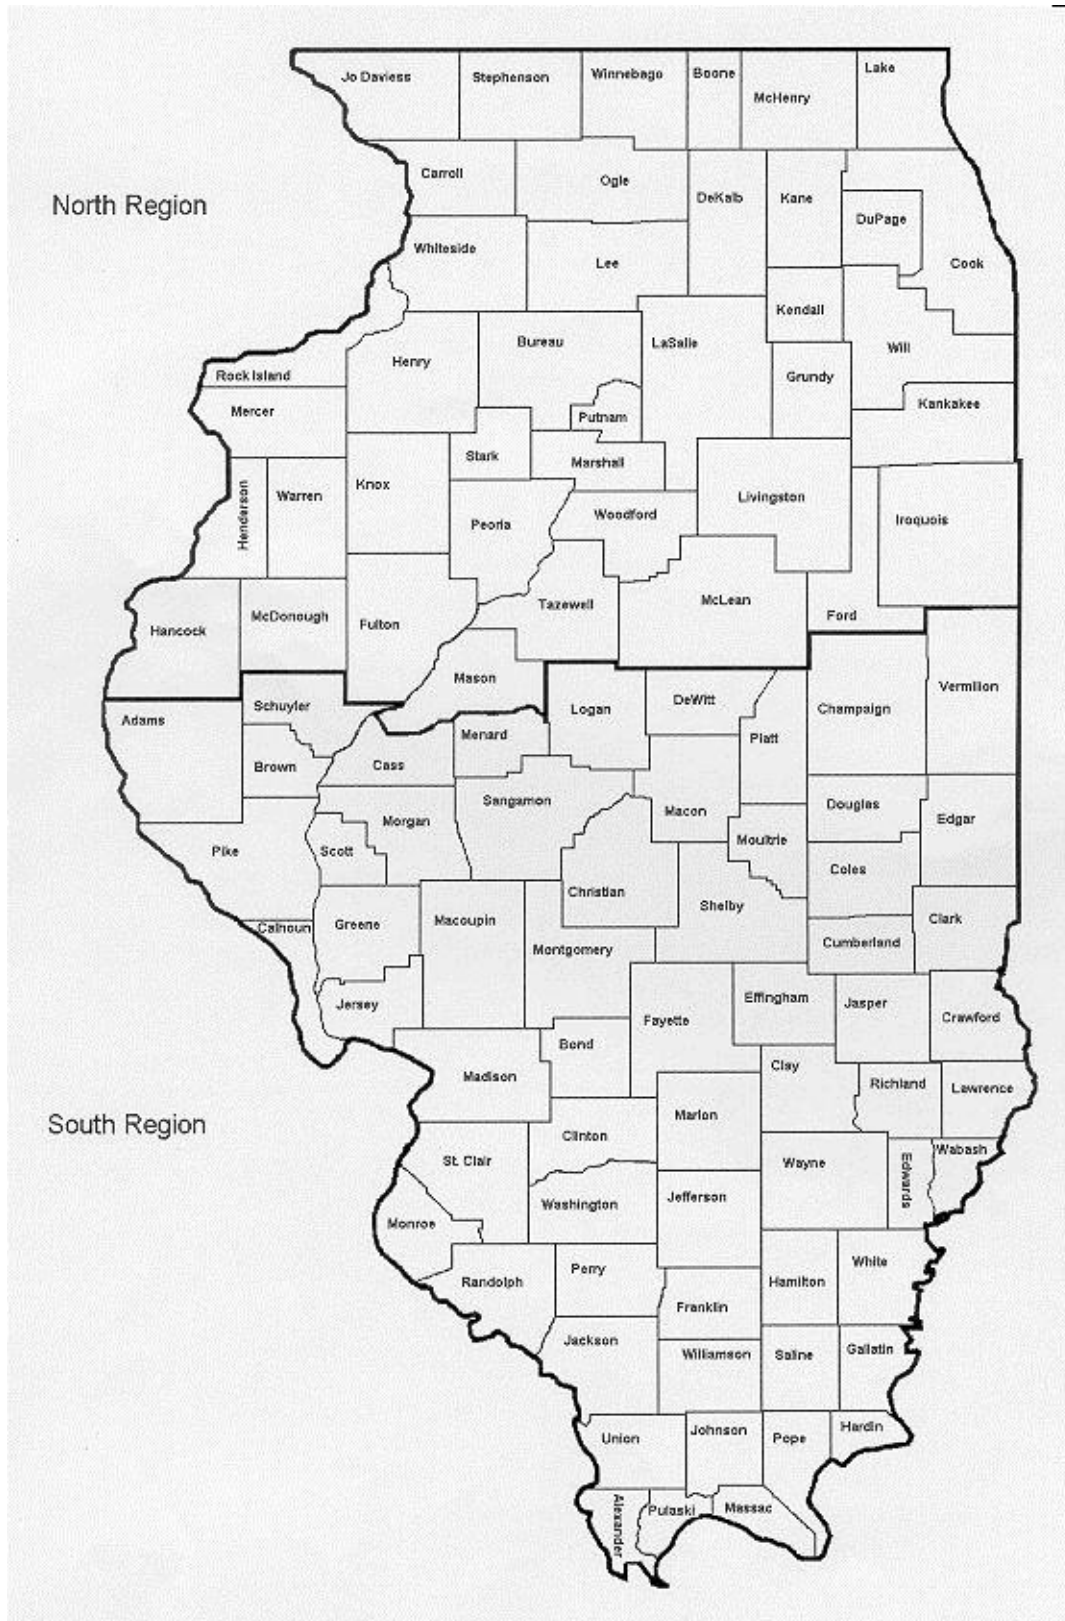 Jo Daviess
Stephenson
Winnebago
Boone
McHenry
Lake
Carroll
Ogle
DeKalb
Kane
DuPage
Cook
North Region
Whiteside
Lee
Kendall
Will
Rock Island
Henry
Bureau
LaSalle
Grundy
Kankakee
Mercer
Putnam
Stark
Marshall
Henderson
Warren
Knox
Peoria
Woodford
Livingston
Iroquois
Hancock
McDonough
Fulton
Tazewell
McLean
Ford
Mason
Adams
Schuyler
Menard
Logan
DeWitt
Piatt
Champaign
Vermilion
Brown
Cass
Sangamon
Macon
Douglas
Edgar
Pike
Scott
Morgan
Christian
Moultrie
Coles
Shelby
Calhoun
Greene
Macoupin
Montgomery
Cumberland
Clark
Jersey
Bond
Fayette
Effingham
Jasper
Crawford
Madison
Clay
Richland
Lawrence
South Region
St. Clair
Clinton
Marion
Wayne
Edwards
Wabash
Monroe
Washington
Jefferson
Randolph
Perry
Franklin
Hamilton
White
Jackson
Williamson
Saline
Gallatin
Union
Johnson
Pope
Hardin
Alexander
Pulaski
Massac